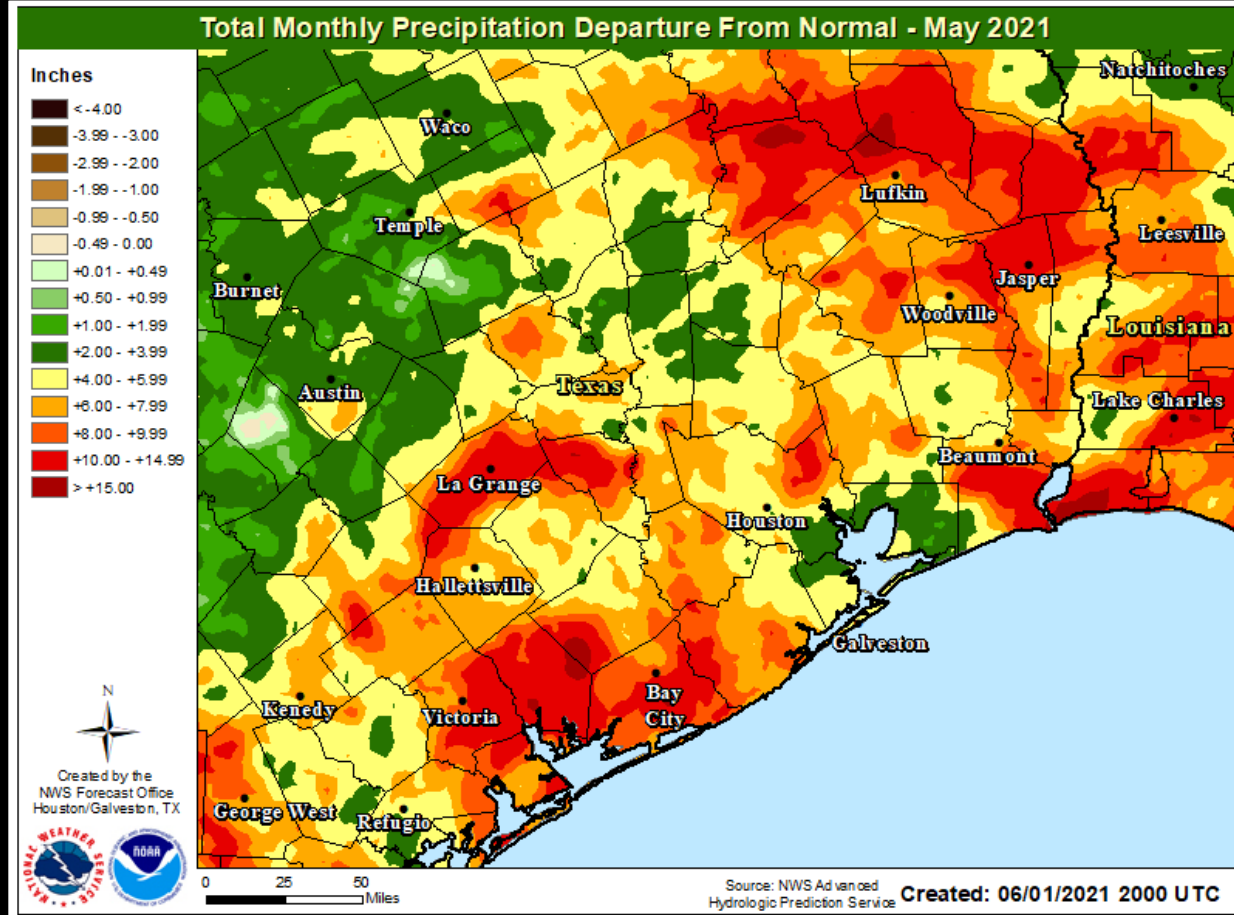 Total Monthly Precipitation Departure From Normal - May 2021
Inches
< -4.00
-3.99 - -3.00
-2.99 - -2.00
-1.99 - -1.00
-0.99 - -0.50
-0.49 - 0.00
+0.01 - +0.49
+0.50 - +0.99
+1.00 - +1.99
+2.00 - +3.99
+4.00 - +5.99
+6.00 - +7.99
+8.00 - +9.99
+10.00 - +14.99
> +15.00
Natchitoches
Waco
Lufkin
Temple
Leesville
Burnet
Jasper
Woodville
Louisiana
Texas
Austin
Lake Charles
Beaumont
La Grange
Houston
Hallettsville
Galveston
Kenedy
Victoria
Bay
City
George West
Refugio
N
Created by the
NWS Forecast Office
Houston/Galveston, TX
NATIONAL WEATHER SERVICE
NOAA
0 25 50
Miles
Source: NWS Advanced
Hydrologic Prediction Service
Created: 06/01/2021 2000 UTC